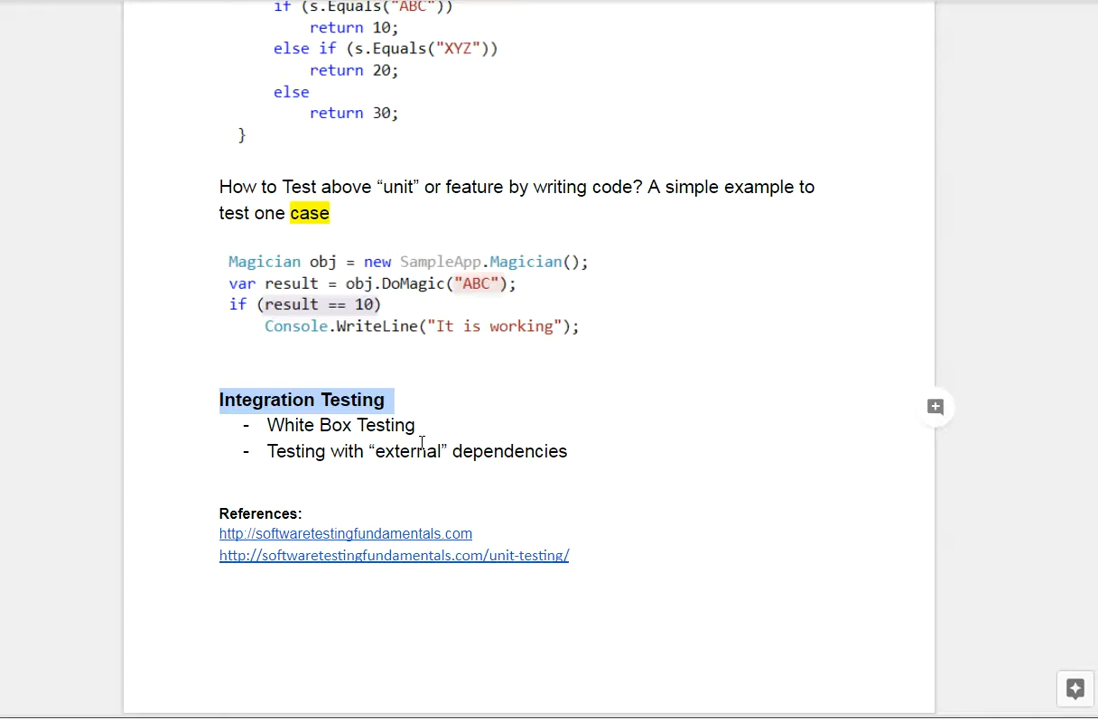 if (s.Equals("ABC"))
return 10;
else if (s.Equals("XYZ"))
return 20;
else
return 30;
}
How to Test above “unit” or feature by writing code? A simple example to
test one case
Magician obj = new SampleApp.Magician();
var result = obj.DoMagic("ABC");
if (result == 10)
Console.WriteLine("It is working");
Integration Testing
- White Box Testing
- Testing with “external” dependencies
References:
http://softwaretestingfundamentals.com
http://softwaretestingfundamentals.com/unit-testing/